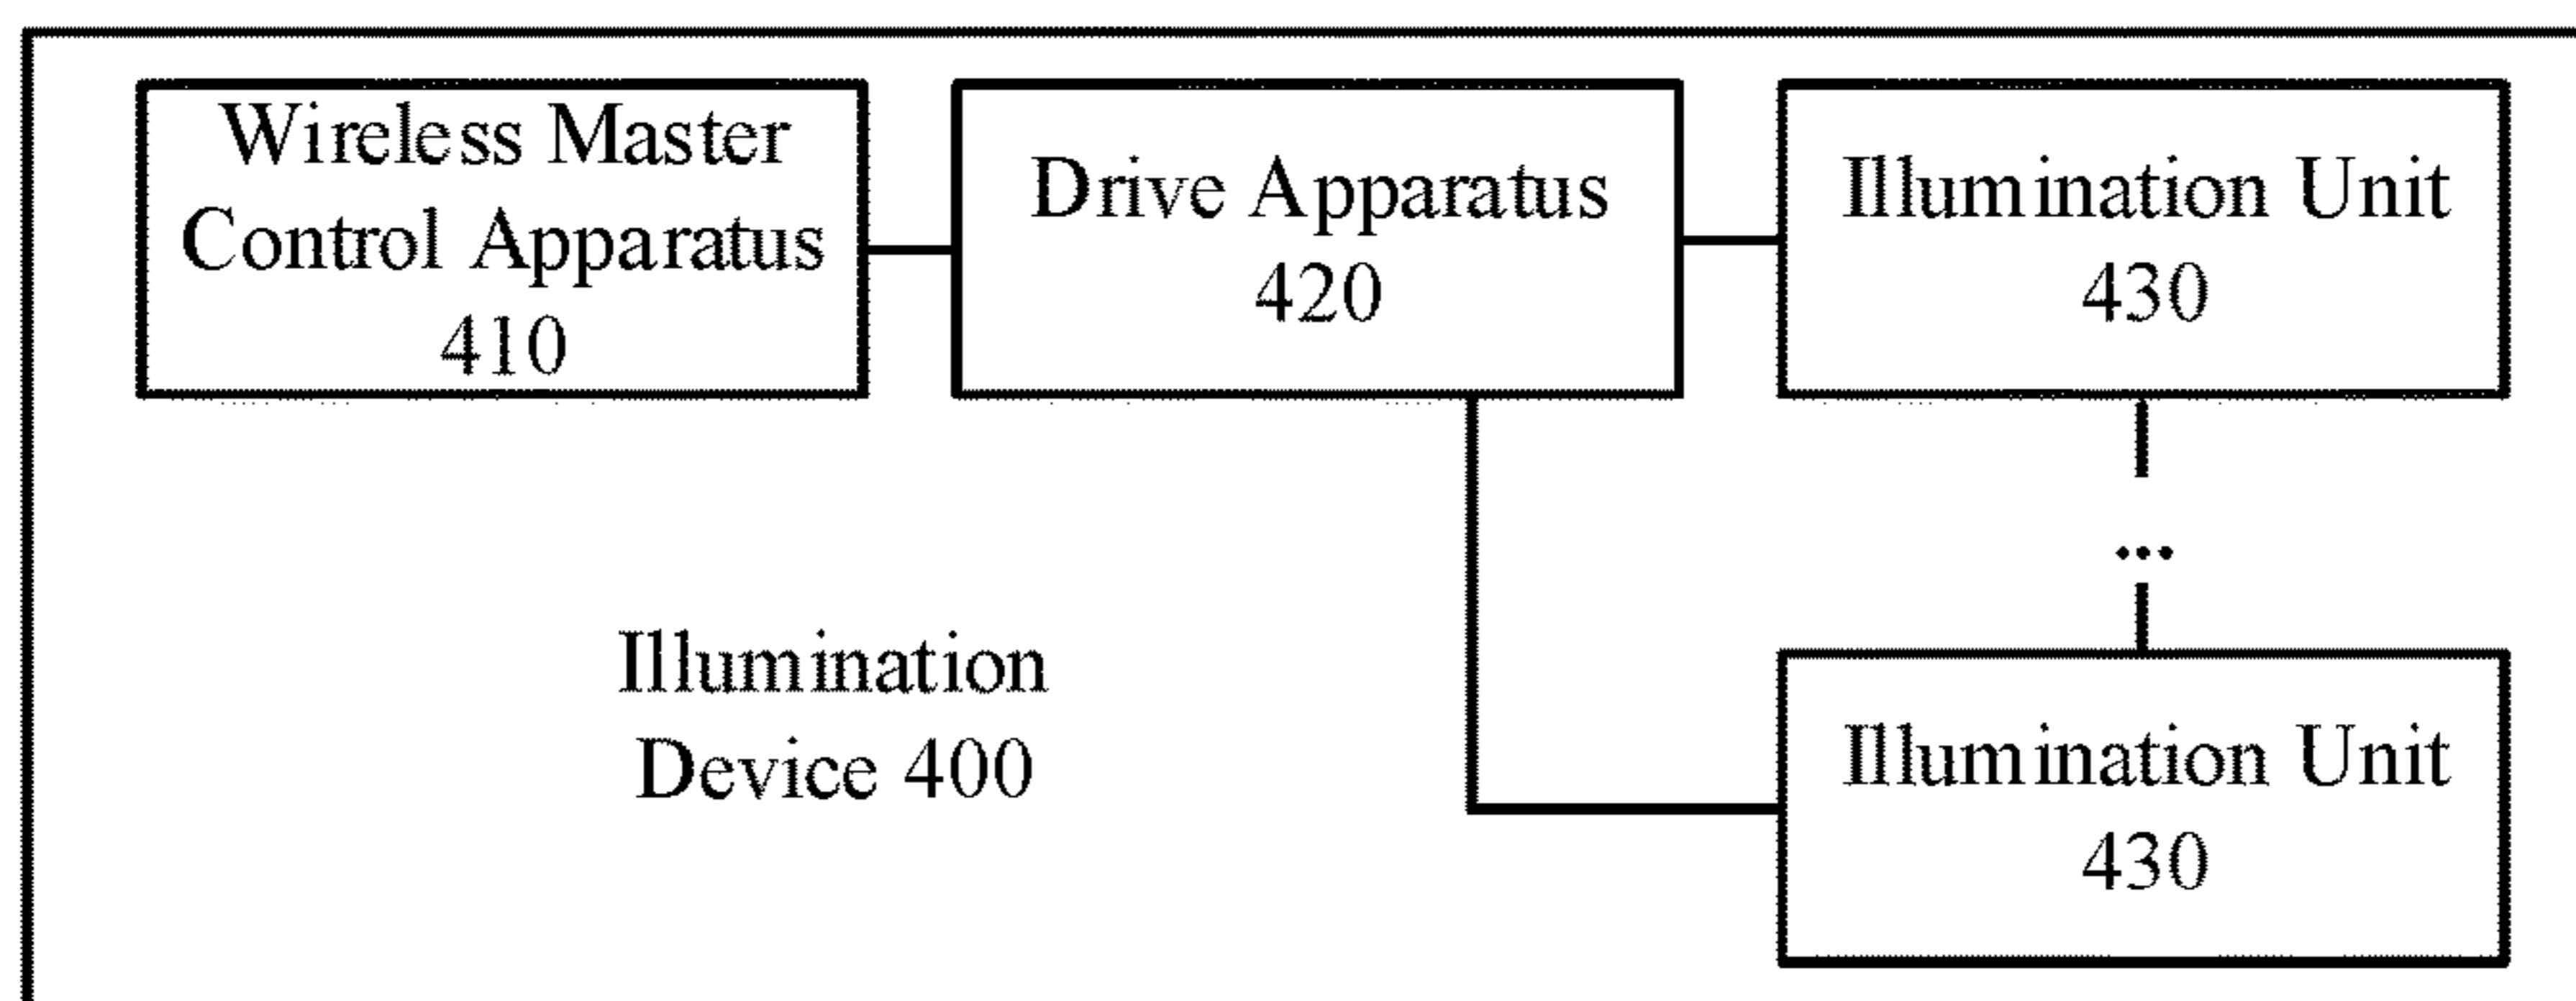 Wireless Master
Control Apparatus
410
Drive Apparatus
420
Illumination Unit
430
...
Illumination
Device 400
Illumination Unit
430